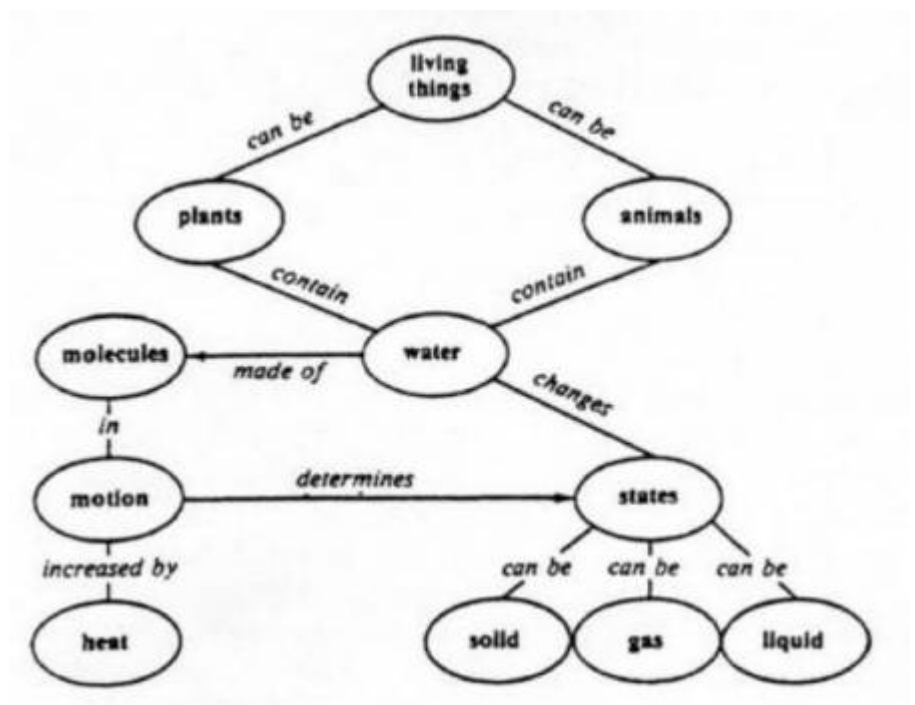 living
things
can be
can be
plants
animals
contain
contain
molecules
water
made of
changes
in
motion
determines
states
increased by
can be
can be
can be
heat
solid
gas
liquid